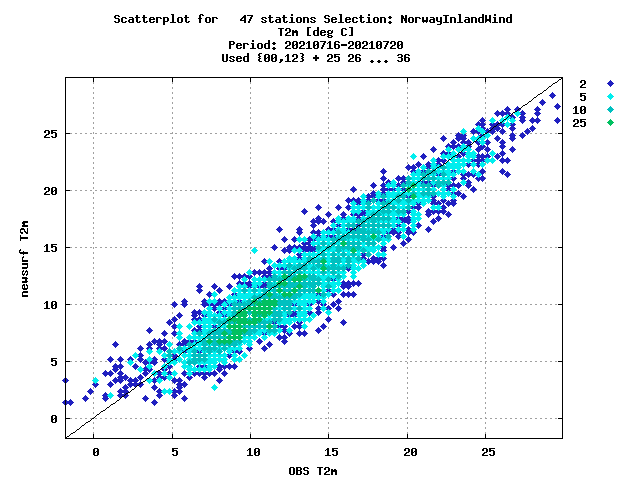 Scatterplot for   47 stations Selection: NorwayInlandWind
T2m [deg C]
Period: 20210716-20210720
Used {00,12} + 25 26 ... 36
2
5
10
25
25
20
15
10
5
0
newsurf T2m
0 5 10 15 20 25
OBS T2m